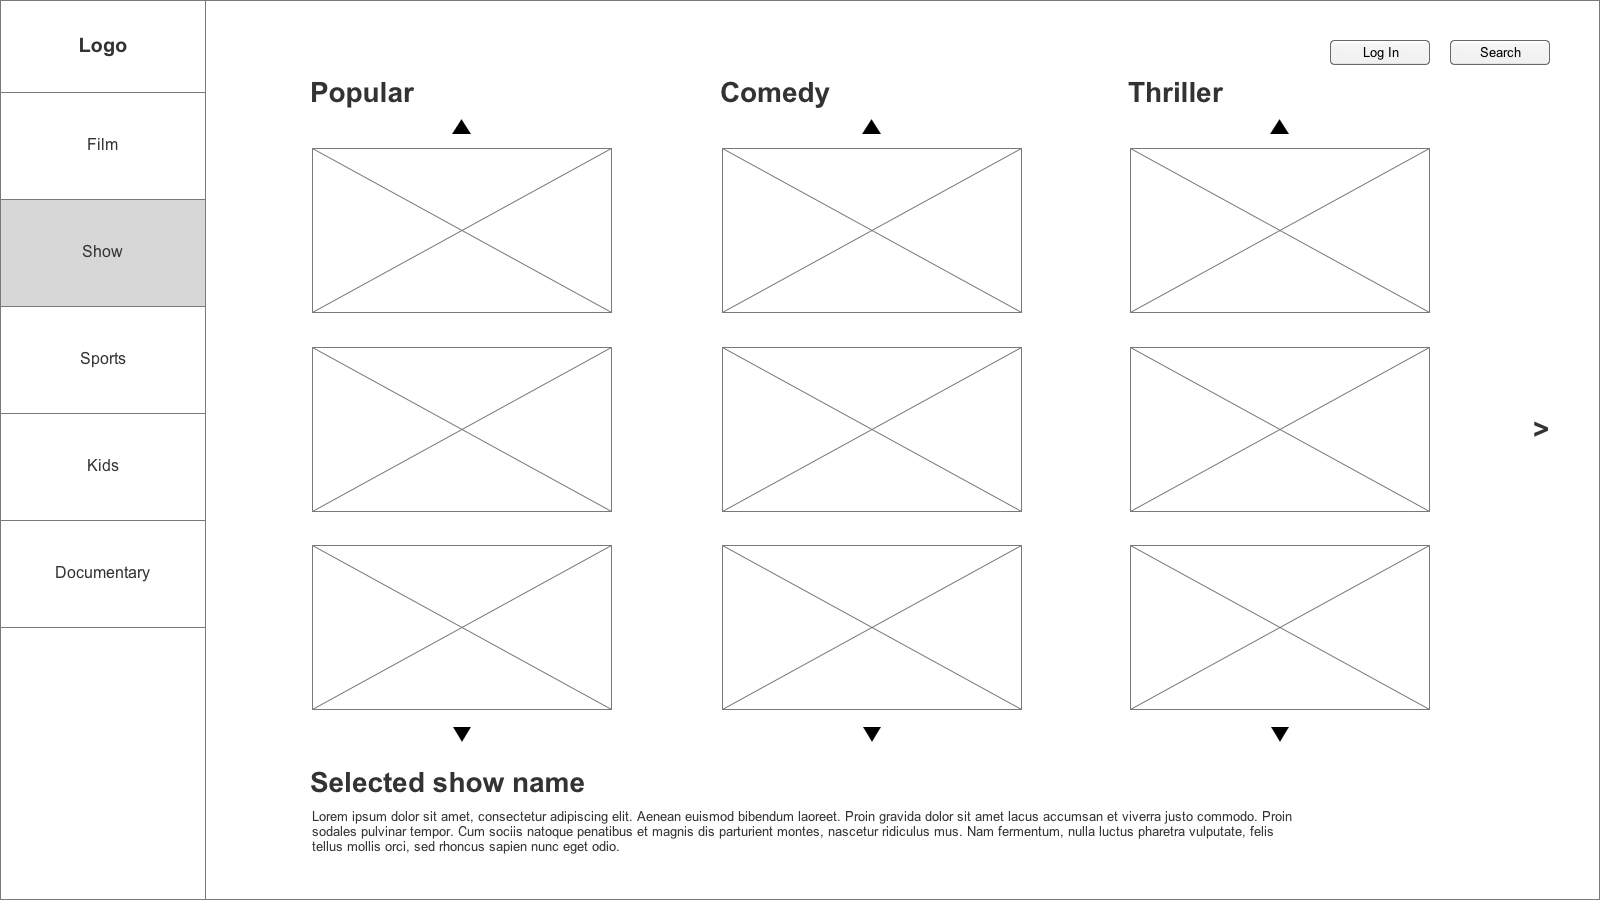 Logo
Film
Show
Sports
Kids
Documentary
Log In
Search
Popular
Comedy
Thriller
>
Selected show name
Lorem ipsum dolor sit amet, consectetur adipiscing elit. Aenean euismod bibendum laoreet. Proin gravida dolor sit amet lacus accumsan et viverra justo commodo. Proin
sodales pulvinar tempor. Cum sociis natoque penatibus et magnis dis parturient montes, nascetur ridiculus mus. Nam fermentum, nulla luctus pharetra vulputate, felis
tellus mollis orci, sed rhoncus sapien nunc eget odio.